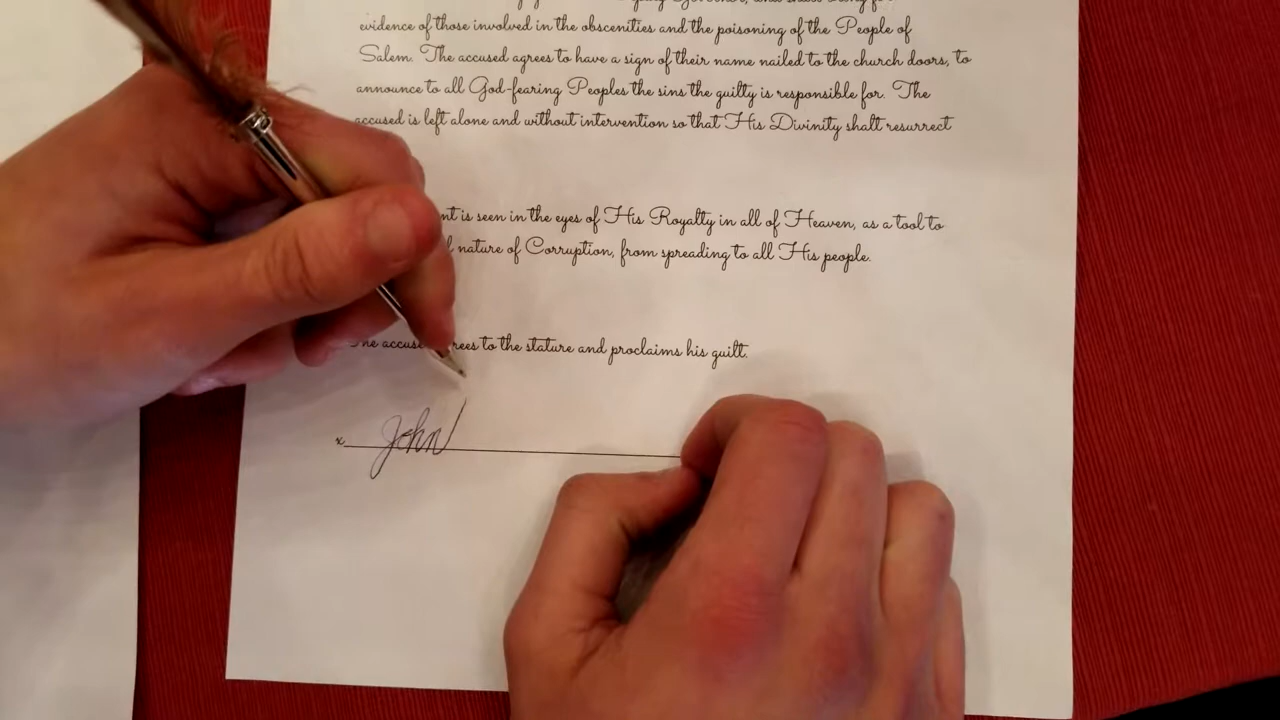 evidence of those involved in the obscenities and the poisoning of the People of
Salem. The accused agrees to have a sign of their name nailed to the church doors, to
announce to all God-fearing Peoples the sins the guilty is responsible for. The
accused is left alone and without intervention so that His Divinity shalt resurrect
is seen in the eyes of His Royalty in all of Heaven, as a tool to
nature of Corruption, from spreading to all His people.
The to the stature and proclaims his guilt.
x John